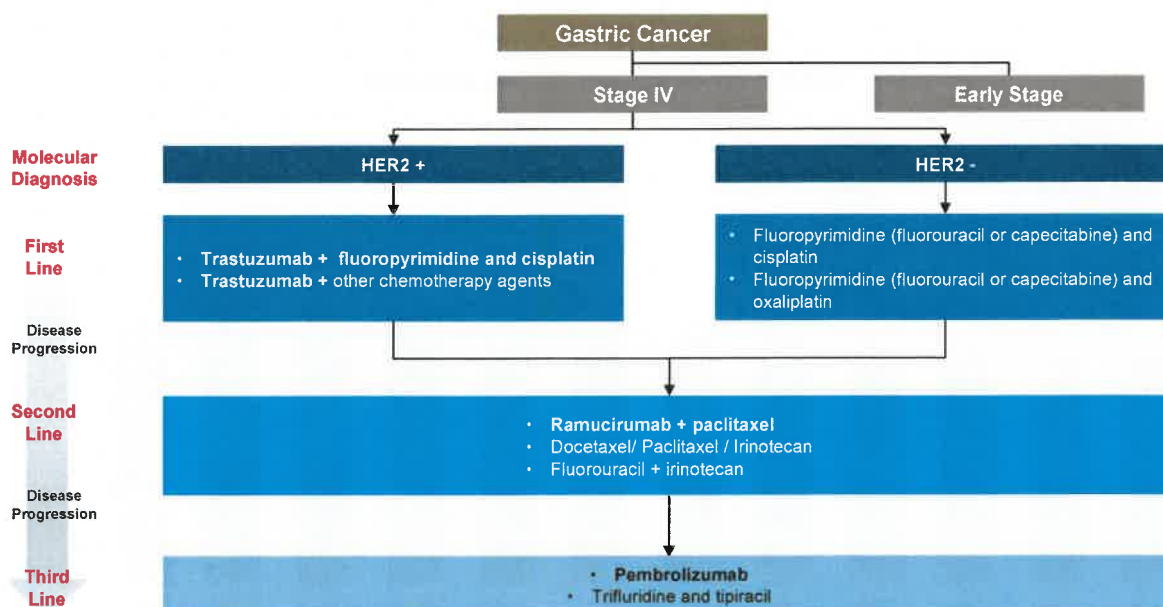 Gastric Cancer
Stage IV
Early Stage
Molecular
Diagnosis
HER2 +
HER2 -
First
Line
• Trastuzumab + fluoropyrimidine and cisplatin
• Trastuzumab + other chemotherapy agents
• Fluoropyrimidine (fluorouracil or capecitabine) and
cisplatin
• Fluoropyrimidine (fluorouracil or capecitabine) and
oxaliplatin
Disease
Progression
Second
Line
• Ramucirumab + paclitaxel
• Docetaxel/ Paclitaxel / Irinotecan
• Fluorouracil + irinotecan
Disease
Progression
Third
Line
• Pembrolizumab
• Trifluridine and tipiracil